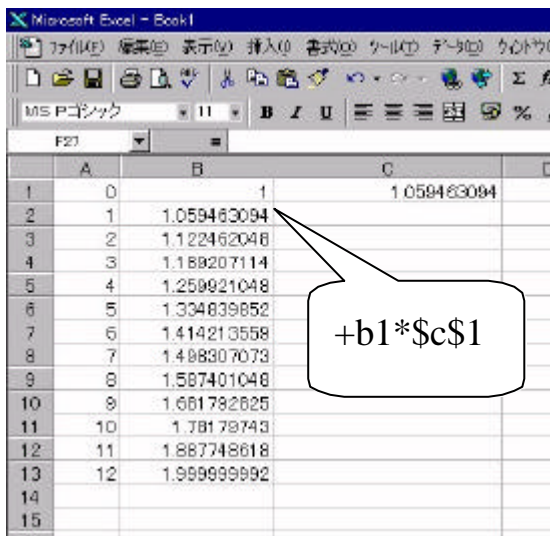 Microsoft Excel - Book1
ファイル(F) 編集(E) 表示(V) 挿入(I) 書式(O) ツール(T) データ(D) ウィンドウ
MS Pゴシック 11 B I U %
F27 =
A B C
1 0 1 1.059463094
2 1 1.059463094
3 2 1.122462048
4 3 1.189207114
5 4 1.259921048
6 5 1.334839852
7 6 1.414213559
8 7 1.498307073
9 8 1.587401048
10 9 1.681792825
11 10 1.78179743
12 11 1.887748618
13 12 1.999999992
14
15
+b1*$c$1